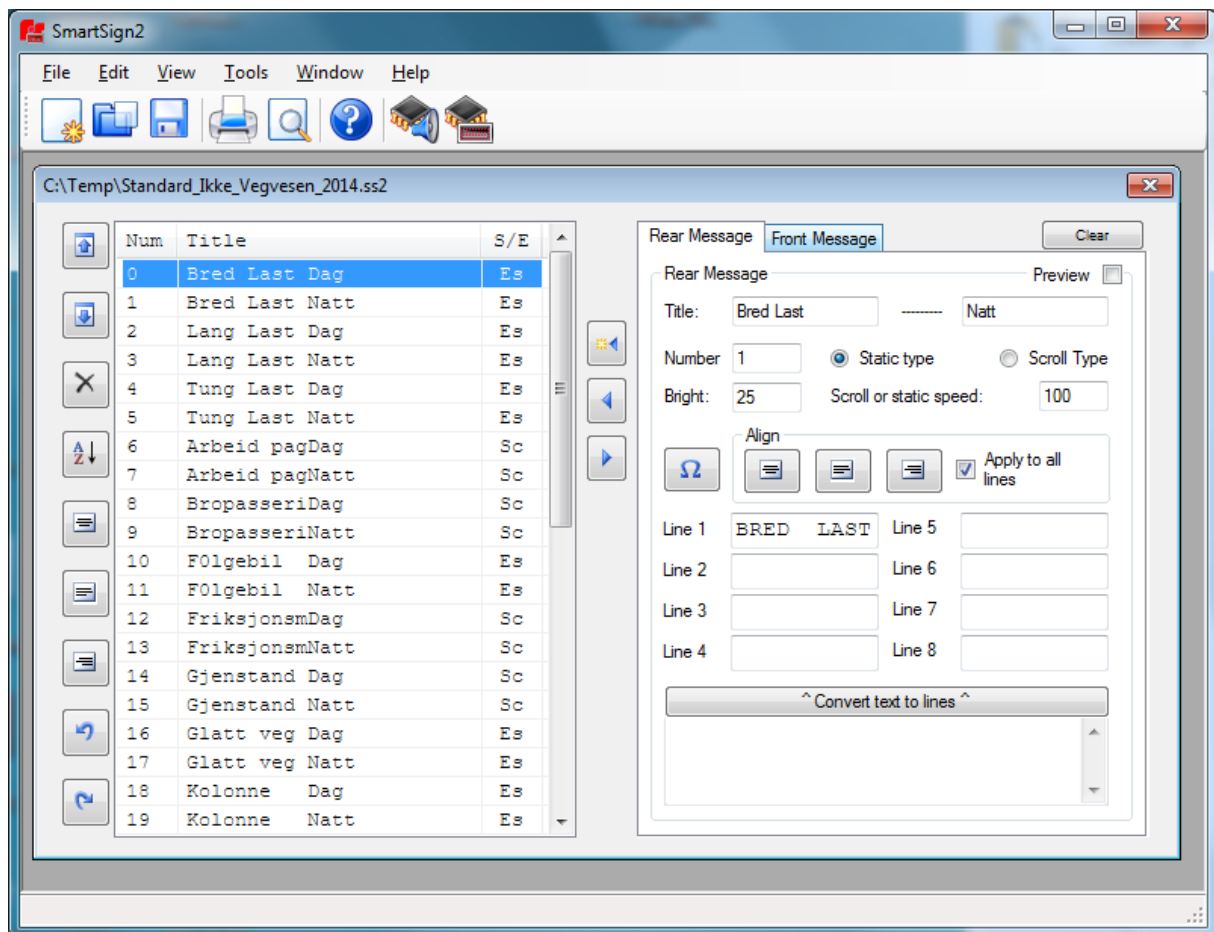 SmartSign2
File Edit View Tools Window Help
C:\Temp\Standard_Ikke_Vegvesen_2014.ss2
Num Title S/E
0 Bred Last Dag Es
1 Bred Last Natt Es
2 Lang Last Dag Es
3 Lang Last Natt Es
4 Tung Last Dag Es
5 Tung Last Natt Es
6 Arbeid pagDag Sc
7 Arbeid pagNatt Sc
8 BropasseriDag Sc
9 BropasseriNatt Sc
10 F0lgebil Dag Es
11 F0lgebil Natt Es
12 FriksjonsmDag Sc
13 FriksjonsmNatt Sc
14 Gjenstand Dag Sc
15 Gjenstand Natt Sc
16 Glatt veg Dag Es
17 Glatt veg Natt Es
18 Kolonne Dag Es
19 Kolonne Natt Es
Rear Message Front Message Clear
Rear Message Preview
Title: Bred Last --------- Natt
Number 1 Static type Scroll Type
Bright: 25 Scroll or static speed: 100
Align
Ω Apply to all lines
Line 1 BRED LAST Line 5
Line 2 Line 6
Line 3 Line 7
Line 4 Line 8
^ Convert text to lines ^